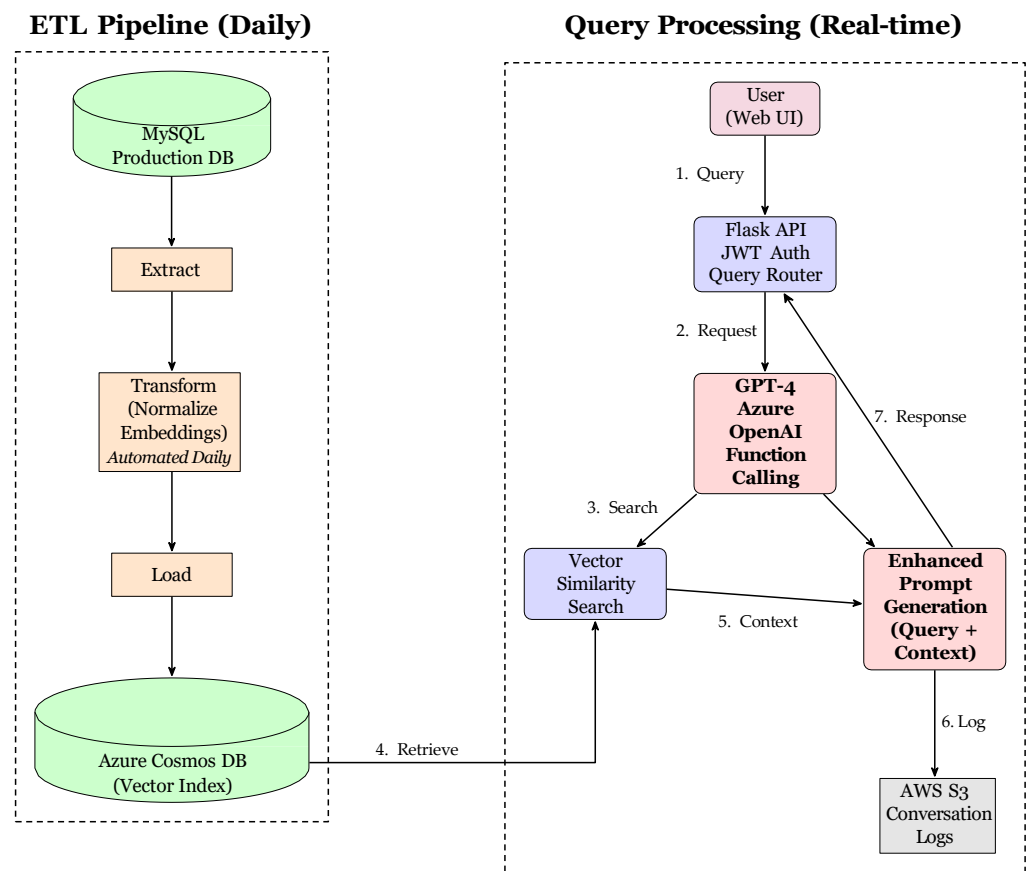 ETL Pipeline (Daily)
MySQL
Production DB
Extract
Transform
(Normalize
Embeddings)
Automated Daily
Load
Azure Cosmos DB
(Vector Index)
Query Processing (Real-time)
User
(Web UI)
1. Query
Flask API
JWT Auth
Query Router
2. Request
GPT-4
Azure
OpenAI
Function
Calling
7. Response
3. Search
Vector
Similarity
Search
Enhanced
Prompt
Generation
(Query +
Context)
5. Context
4. Retrieve
6. Log
AWS S3
Conversation
Logs